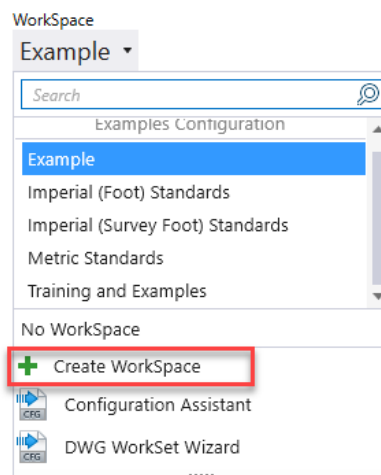 WorkSpace
Example
Search
Examples Configuration
Example
Imperial (Foot) Standards
Imperial (Survey Foot) Standards
Metric Standards
Training and Examples
No WorkSpace
Create WorkSpace
CFG Configuration Assistant
CFG DWG WorkSet Wizard